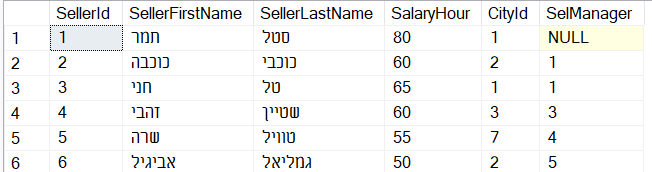 SellerId SellerFirstName SellerLastName SalaryHour CityId SelManager
1 1 תמר סטל 80 1 NULL
2 2 כוכבה כוכבי 60 2 1
3 3 חני טל 65 1 1
4 4 זהבי שטייך 60 3 3
5 5 שרה טוויל 55 7 4
6 6 אביגיל גמליאל 50 2 5